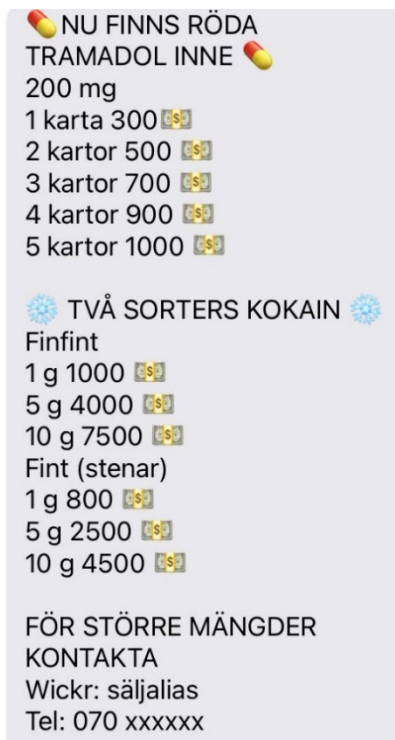 💊 NU FINNS RÖDA
TRAMADOL INNE 💊
200 mg
1 karta 300💵
2 kartor 500 💵
3 kartor 700 💵
4 kartor 900 💵
5 kartor 1000 💵
❄️ TVÅ SORTERS KOKAIN ❄️
Finfint
1 g 1000 💵
5 g 4000 💵
10 g 7500 💵
Fint (stenar)
1 g 800 💵
5 g 2500 💵
10 g 4500 💵
FÖR STÖRRE MÄNGDER
KONTAKTA
Wickr: säljalias
Tel: 070 xxxxxx